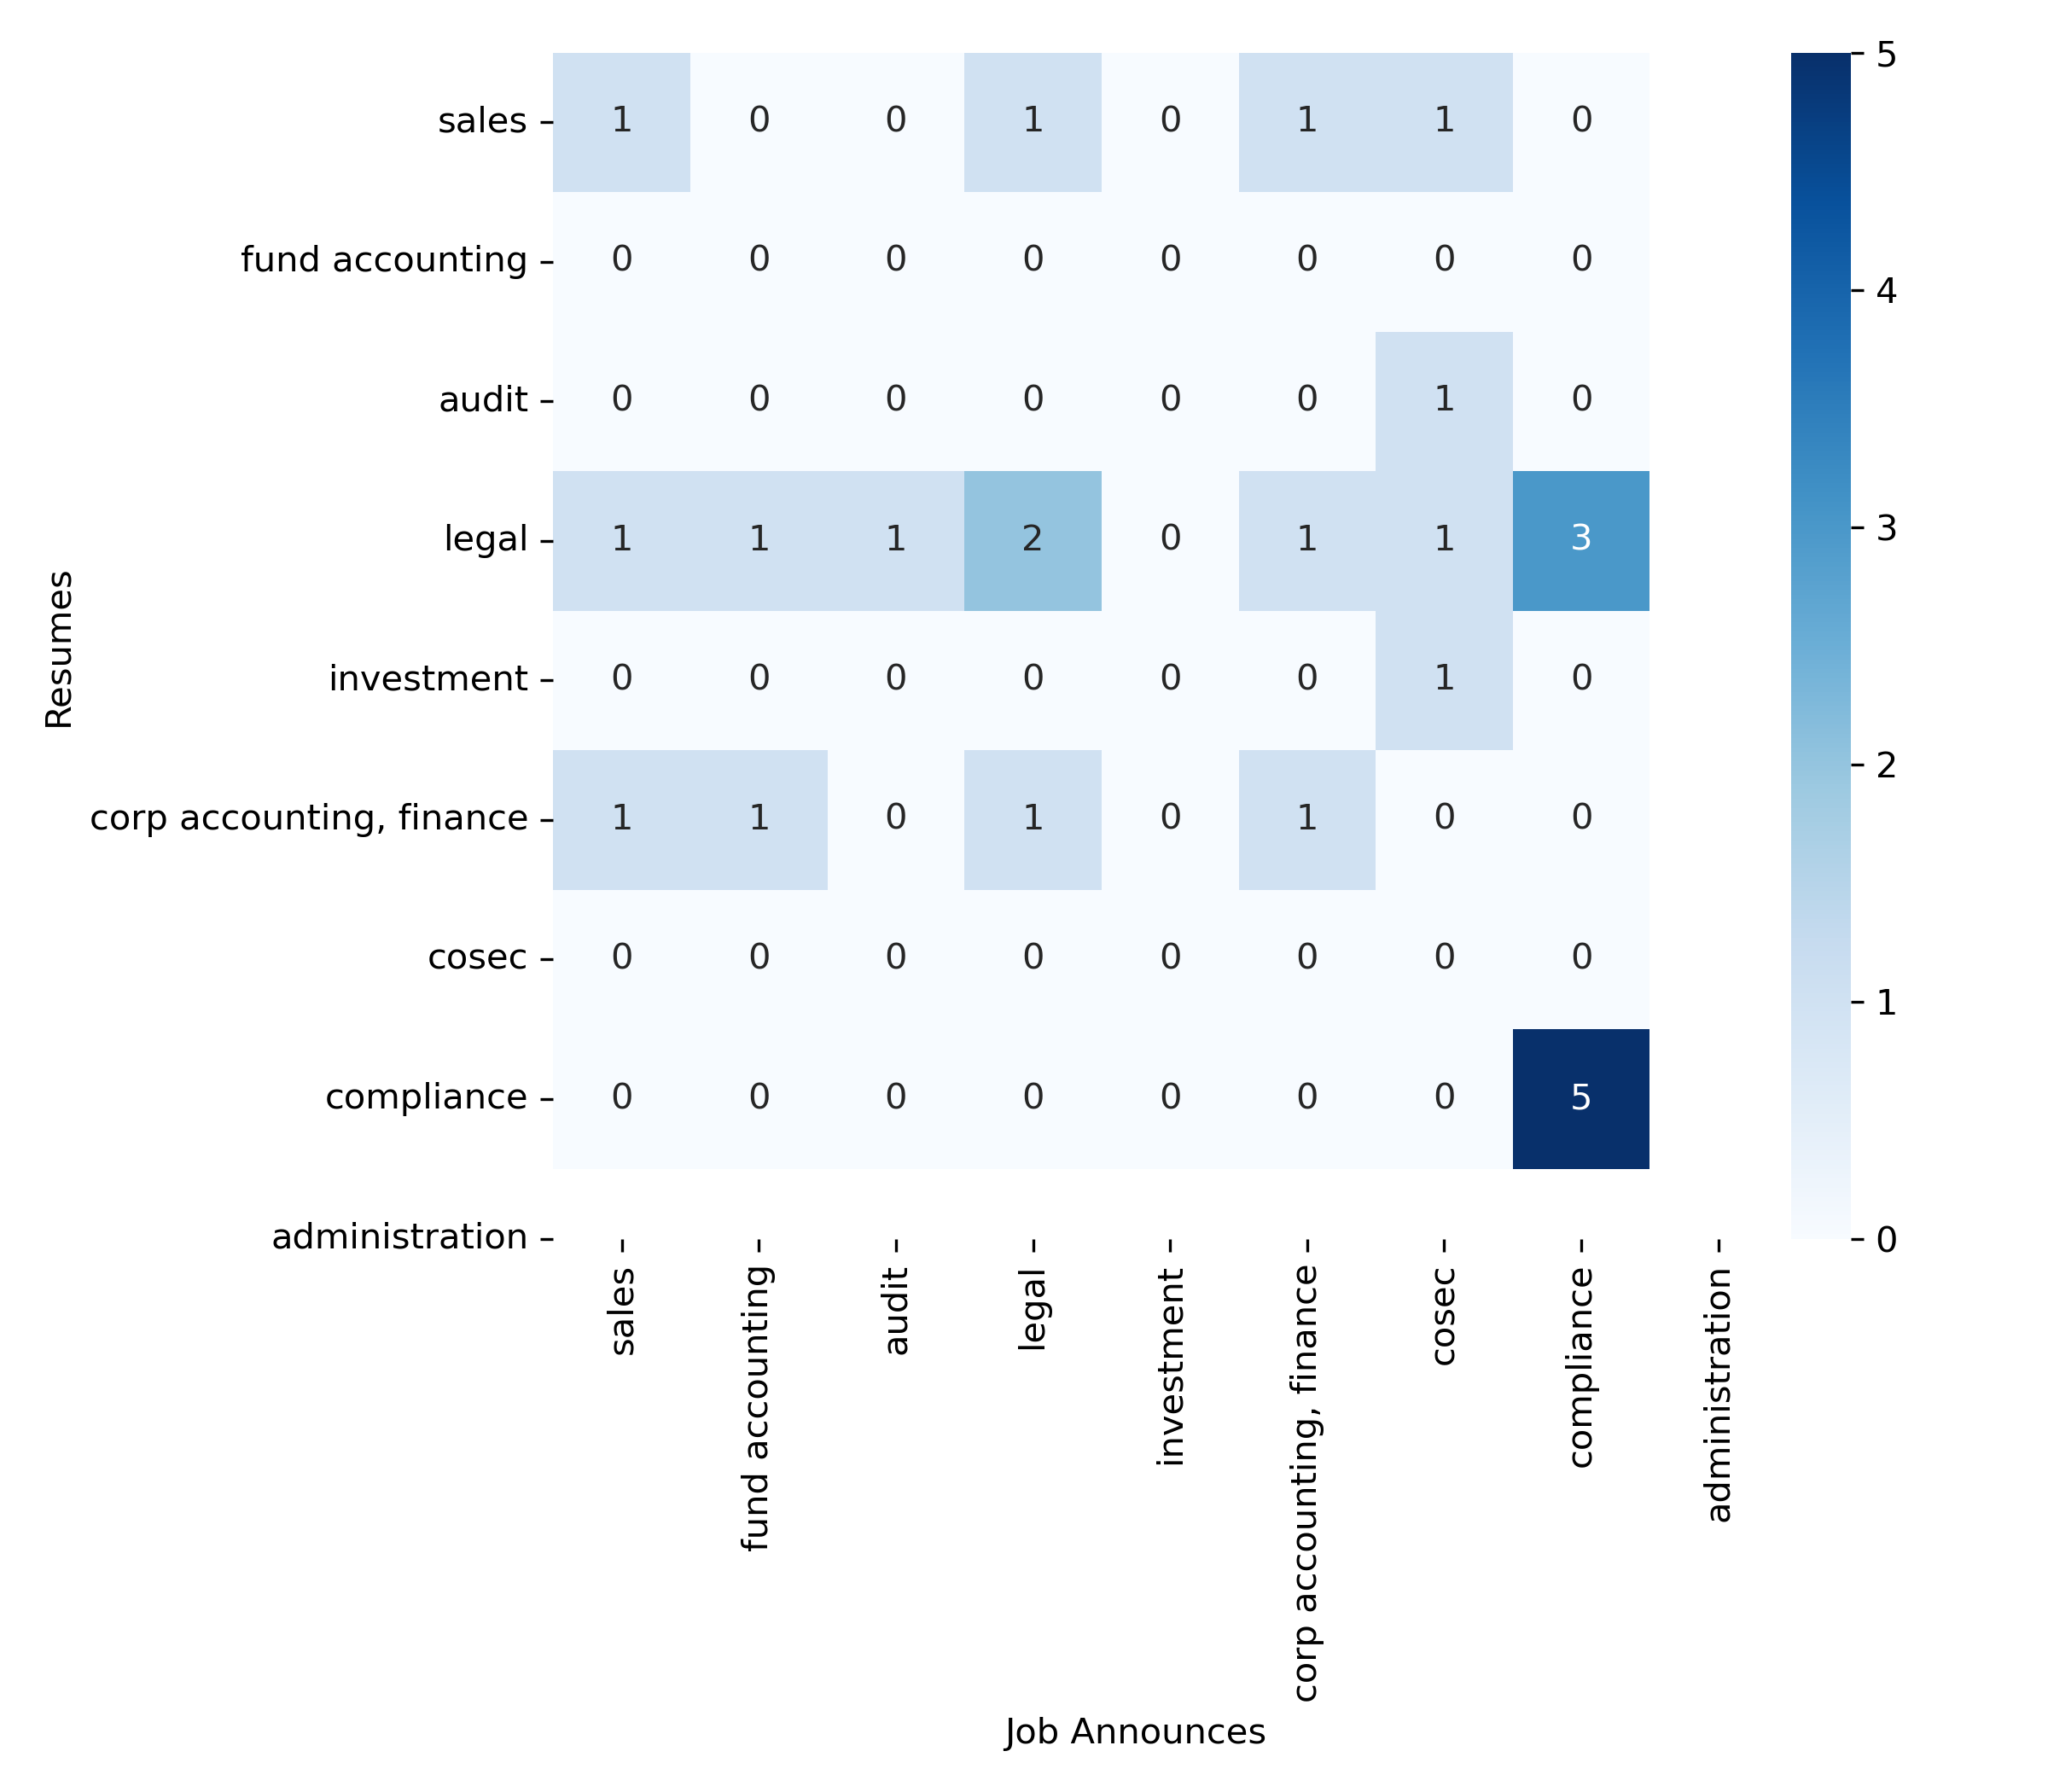 sales 1 0 0 1 0 1 1 0
fund accounting 0 0 0 0 0 0 0 0
audit 0 0 0 0 0 0 1 0
legal 1 1 1 2 0 1 1 3
investment 0 0 0 0 0 0 1 0
corp accounting, finance 1 1 0 1 0 1 0 0
cosec 0 0 0 0 0 0 0 0
compliance 0 0 0 0 0 0 0 5
administration
Resumes
sales
fund accounting
audit
legal
investment
corp accounting, finance
cosec
compliance
administration
Job Announces
5
4
3
2
1
0